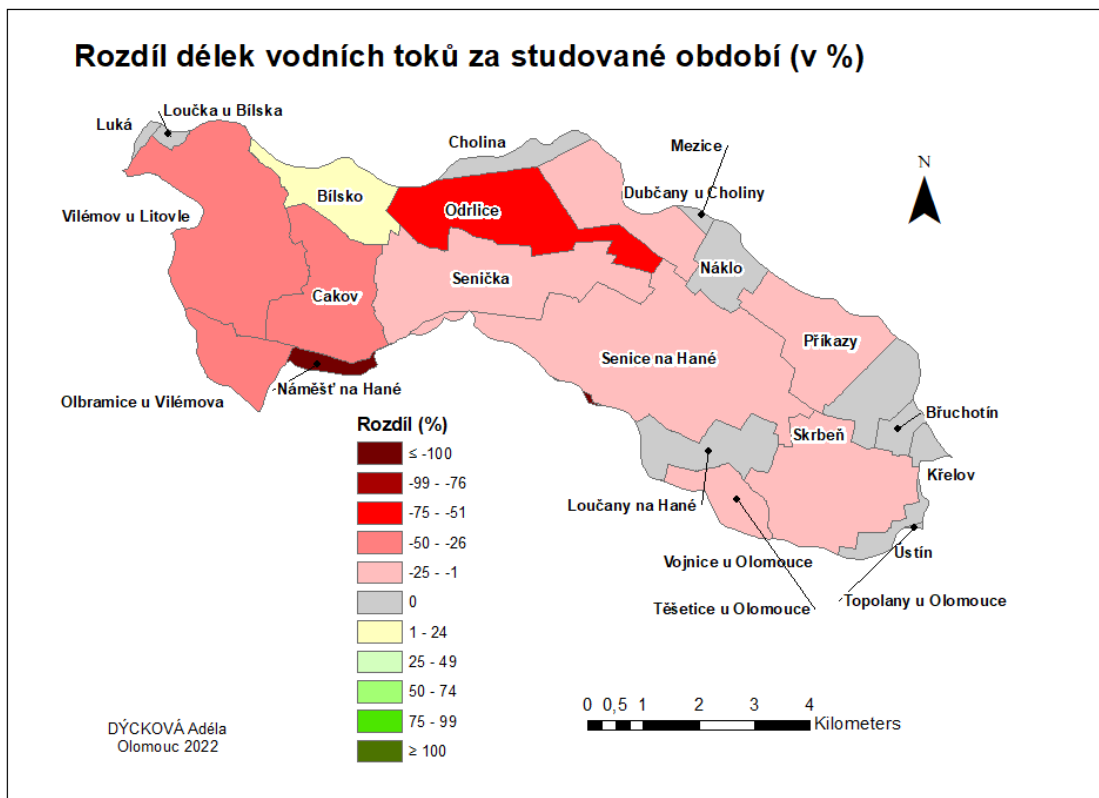 Rozdíl délek vodních toků za studované období (v %)
Loučka u Bílska
Luká
Cholina
Mezice
N
Dubčany u Choliny
Bílsko
Vilémov u Litovle
Odrlice
Náklo
Senička
Cakov
Příkazy
Senice na Hané
Náměšť na Hané
Olbramice u Vilémova
Břuchotín
Skrbeň
Křelov
Loučany na Hané
Ústín
Vojnice u Olomouce
Topolany u Olomouce
Těšetice u Olomouce
Rozdíl (%)
≤ -100
-99 - -76
-75 - -51
-50 - -26
-25 - -1
0
1 - 24
25 - 49
50 - 74
75 - 99
≥ 100
0 0,5 1 2 3 4
Kilometers
DÝCKOVÁ Adéla
Olomouc 2022